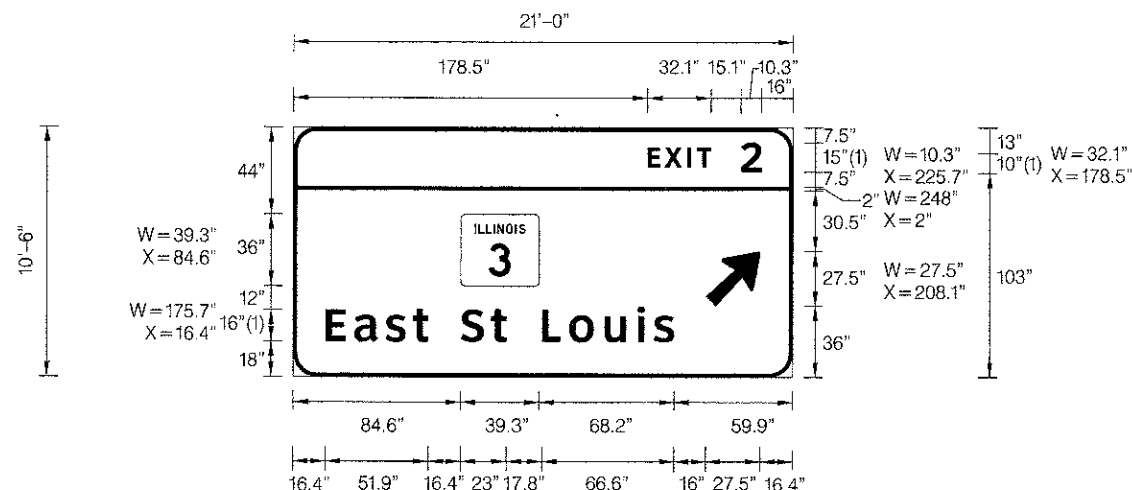 21'-0"
178.5" 32.1" 15.1" 10.3"
16"
10'-6"
44"
W=39.3" 36"
X=84.6"
12"
W=175.7" 16"(1)
X=16.4"
18"
EXIT 2
ILLINOIS
3
East St Louis
7.5"
15"(1) W=10.3"
7.5" X=225.7"
2" W=248"
30.5" X=2"
27.5" W=27.5"
X=208.1"
36"
13"
10"(1) W=32.1"
X=178.5"
103"
84.6" 39.3" 68.2" 59.9"
16.4" 51.9" 16.4" 23" 17.8" 66.6" 16" 27.5" 16.4"